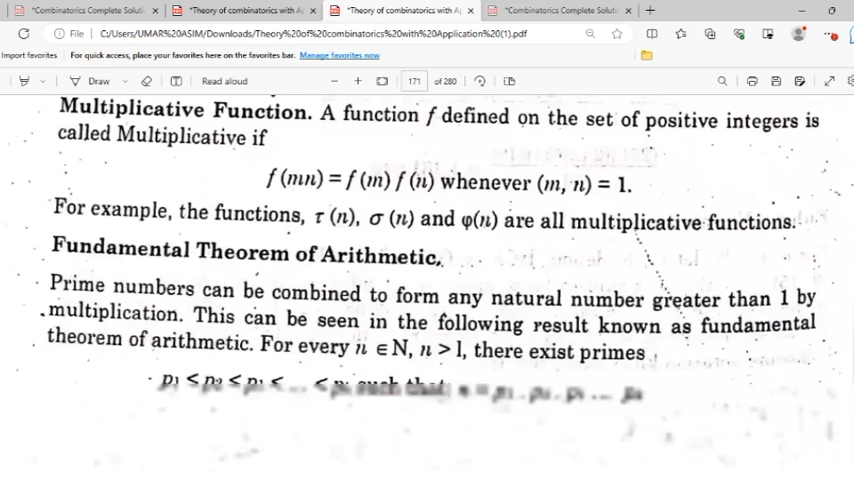 *Combinatorics Complete Soluti
*Theory of combinatorics with Ap
*Theory of combinatorics with Ap
*Combinatorics Complete Soluti
File
C:/Users/UMAR%20ASIM/Downloads/Theory%20of%20combinatorics%20with%20Application%20(1).pdf
Import favorites
For quick access, place your favorites here on the favorites bar. Manage favorites now
Draw
Read aloud
171 of 280
Multiplicative Function. A function f defined on the set of positive integers is
called Multiplicative if
f (mn) = f (m) f (n) whenever (m, n) = 1.
For example, the functions, τ (n), σ (n) and φ(n) are all multiplicative functions.
Fundamental Theorem of Arithmetic.
Prime numbers can be combined to form any natural number greater than 1 by
multiplication. This can be seen in the following result known as fundamental
theorem of arithmetic. For every n ∈ N, n > 1, there exist primes
such that